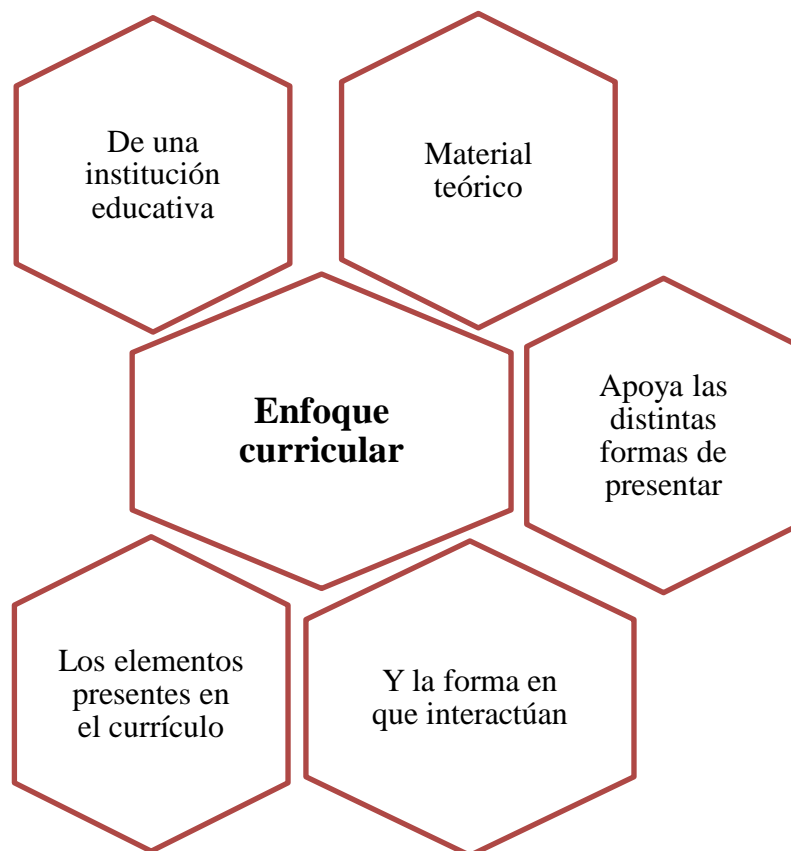 De una
institución
educativa
Material
teórico
Enfoque
curricular
Apoya las
distintas
formas de
presentar
Los elementos
presentes en
el currículo
Y la forma en
que interactúan